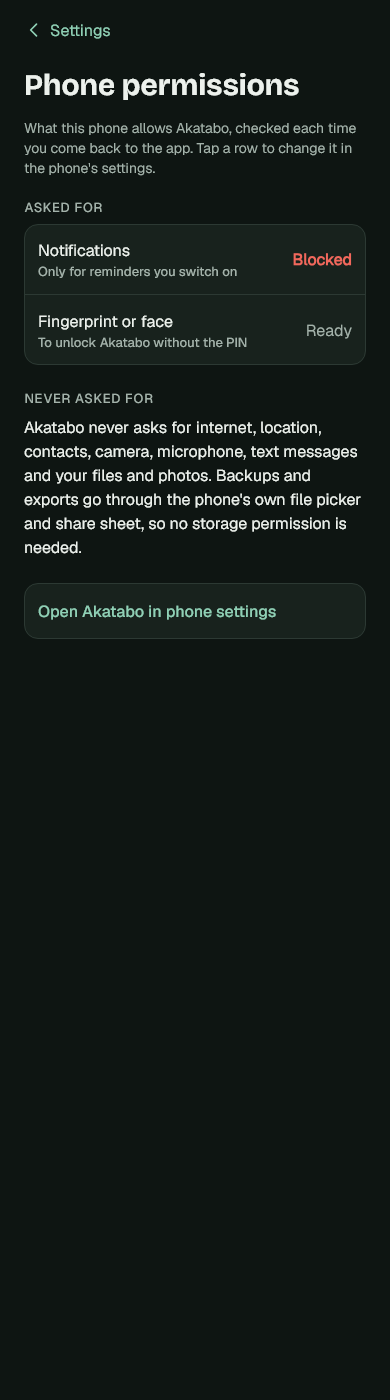 Settings
Phone permissions
What this phone allows Akatabo, checked each time
you come back to the app. Tap a row to change it in
the phone's settings.
ASKED FOR
Notifications
Only for reminders you switch on
Blocked
Fingerprint or face
To unlock Akatabo without the PIN
Ready
NEVER ASKED FOR
Akatabo never asks for internet, location,
contacts, camera, microphone, text messages
and your files and photos. Backups and
exports go through the phone's own file picker
and share sheet, so no storage permission is
needed.
Open Akatabo in phone settings